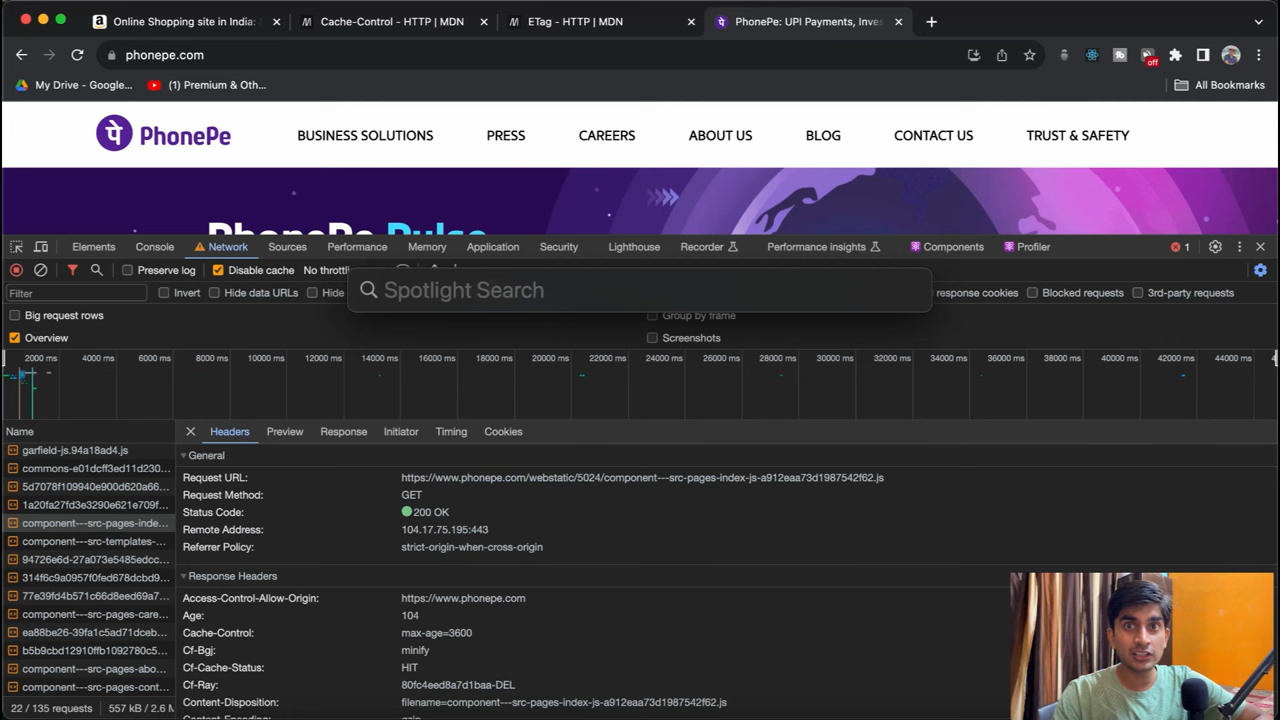 Online Shopping site in India:
Cache-Control - HTTP | MDN
ETag - HTTP | MDN
PhonePe: UPI Payments, Inves
phonepe.com
off
My Drive - Google...
(1) Premium & Oth...
All Bookmarks
पे PhonePe
BUSINESS SOLUTIONS
PRESS
CAREERS
ABOUT US
BLOG
CONTACT US
TRUST & SAFETY
PhonePe Pulse
Elements
Console
Network
Sources
Performance
Memory
Application
Security
Lighthouse
Recorder
Performance insights
Components
Profiler
1
Preserve log
Disable cache
No throttl
Spotlight Search
Filter
Invert
Hide data URLs
Hide
response cookies
Blocked requests
3rd-party requests
Big request rows
Group by frame
Overview
Screenshots
2000 ms
4000 ms
6000 ms
8000 ms
10000 ms
12000 ms
14000 ms
16000 ms
18000 ms
20000 ms
22000 ms
24000 ms
26000 ms
28000 ms
30000 ms
32000 ms
34000 ms
36000 ms
38000 ms
40000 ms
42000 ms
44000 ms
Name
garfield-js.94a18ad4.js
commons-e01dcff3ed11d230...
5d7078f109940e900d620a66...
1a20fa27fd3e3290e621e709f...
component---src-pages-inde...
component---src-templates-...
94726e6d-27a073e5485edcc...
314f6c9a0957f0fed678dcbd9...
77e39fd4b571c66d8eed69a7...
component---src-pages-care...
ea88be26-39fa1c5ad71dceb...
b5b9cbd12910ffb1092780c5...
component---src-pages-abo...
component---src-pages-cont...
22 / 135 requests
557 kB / 2.6 M
Headers
Preview
Response
Initiator
Timing
Cookies
General
Request URL: https://www.phonepe.com/webstatic/5024/component---src-pages-index-js-a912eaa73d1987542f62.js
Request Method: GET
Status Code: 200 OK
Remote Address: 104.17.75.195:443
Referrer Policy: strict-origin-when-cross-origin
Response Headers
Access-Control-Allow-Origin: https://www.phonepe.com
Age: 104
Cache-Control: max-age=3600
Cf-Bgj: minify
Cf-Cache-Status: HIT
Cf-Ray: 80fc4eed8a7d1baa-DEL
Content-Disposition: filename=component---src-pages-index-js-a912eaa73d1987542f62.js